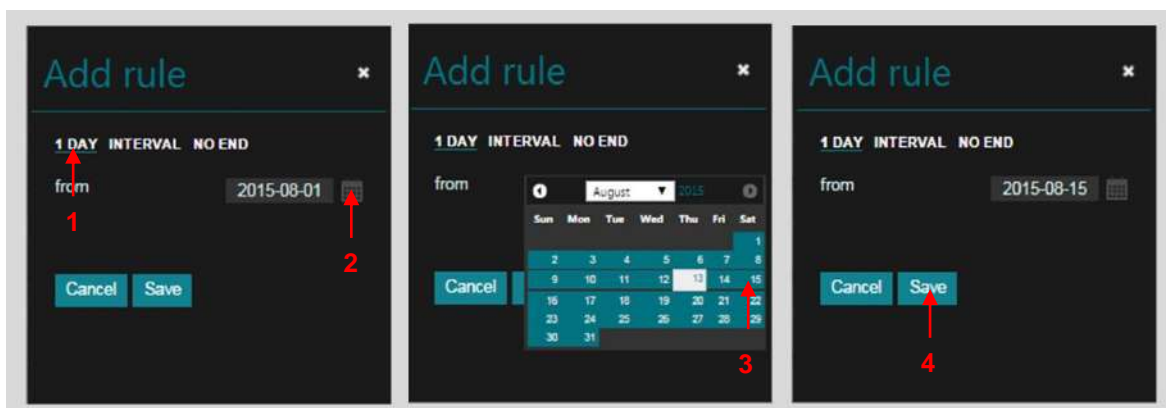 Add rule ×
1 DAY INTERVAL NO END
from 2015-08-01
1
2
Cancel Save
Add rule ×
1 DAY INTERVAL NO END
from
August 2015
Sun Mon Tue Wed Thu Fri Sat
1
2 3 4 5 6 7 8
9 10 11 12 13 14 15
16 17 18 19 20 21 22
23 24 25 26 27 28 29
30 31
Cancel
3
Add rule ×
1 DAY INTERVAL NO END
from 2015-08-15
Cancel Save
4